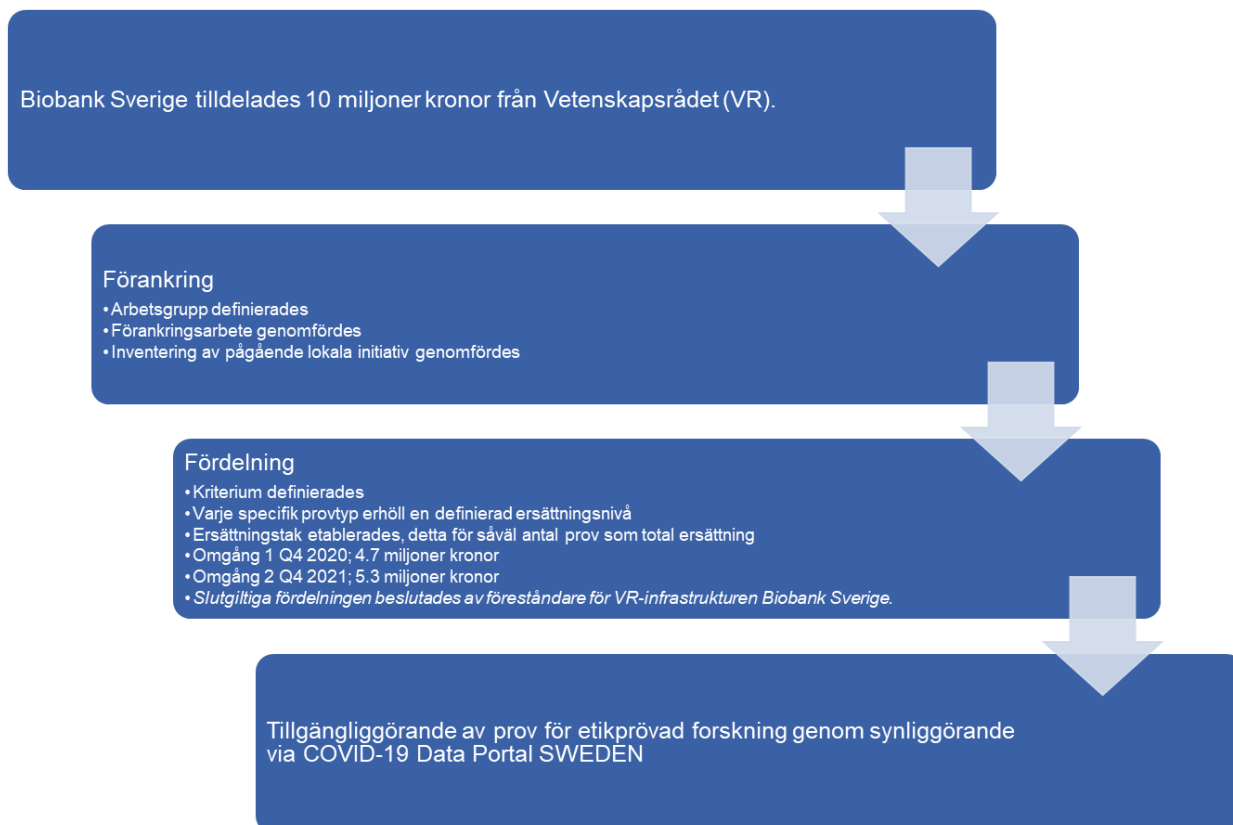 Biobank Sverige tilldelades 10 miljoner kronor från Vetenskapsrådet (VR).
Förankring
• Arbetsgrupp definierades
• Förankringsarbete genomfördes
• Inventering av pågående lokala initiativ genomfördes
Fördelning
• Kriterium definierades
• Varje specifik provtyp erhöll en definierad ersättningsnivå
• Ersättningstak etablerades, detta för såväl antal prov som total ersättning
• Omgång 1 Q4 2020; 4.7 miljoner kronor
• Omgång 2 Q4 2021; 5.3 miljoner kronor
• Slutgiltiga fördelningen beslutades av föreståndare för VR-infrastrukturen Biobank Sverige.
Tillgängliggörande av prov för etikprövad forskning genom synliggörande
via COVID-19 Data Portal SWEDEN